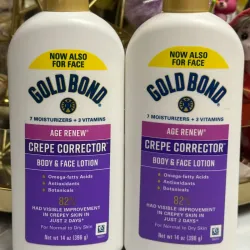 NOW ALSO
FOR FACE
GOLD BOND
7 MOISTURIZERS + 3 VITAMINS
AGE RENEW
CREPE CORRECTOR
BODY & FACE LOTION
• Omega-fatty Acids
• Antioxidants
• Botanicals
82%
HAD VISIBLE IMPROVEMENT
IN CREPEY SKIN IN
JUST 2 DAYS*
For Normal to Dry Skin
Net wt 14 oz (396 g)
NOW ALSO
FOR FACE
GOLD BOND
7 MOISTURIZERS + 3 VITAMINS
AGE RENEW
CREPE CORRECTOR
BODY & FACE LOTION
• Omega-fatty Acids
• Antioxidants
• Botanicals
82%
HAD VISIBLE IMPROVEMENT
IN CREPEY SKIN IN
JUST 2 DAYS*
For Normal to Dry Skin
Net wt 14 oz (396 g)